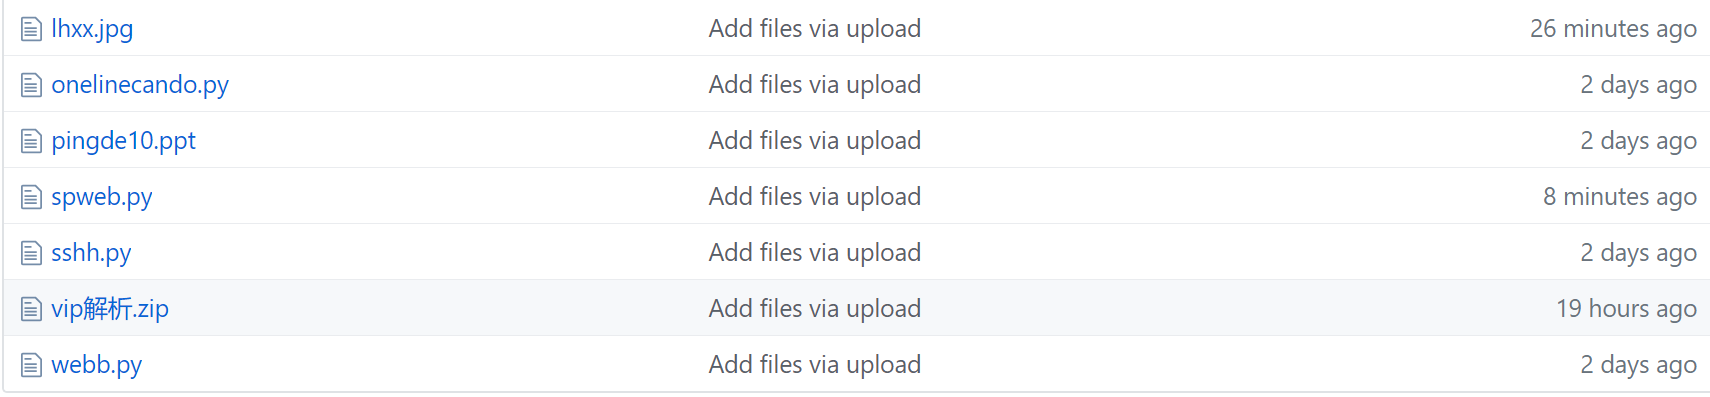 lhxx.jpg Add files via upload 26 minutes ago
onelinecando.py Add files via upload 2 days ago
pingde10.ppt Add files via upload 2 days ago
spweb.py Add files via upload 8 minutes ago
sshh.py Add files via upload 2 days ago
vip解析.zip Add files via upload 19 hours ago
webb.py Add files via upload 2 days ago